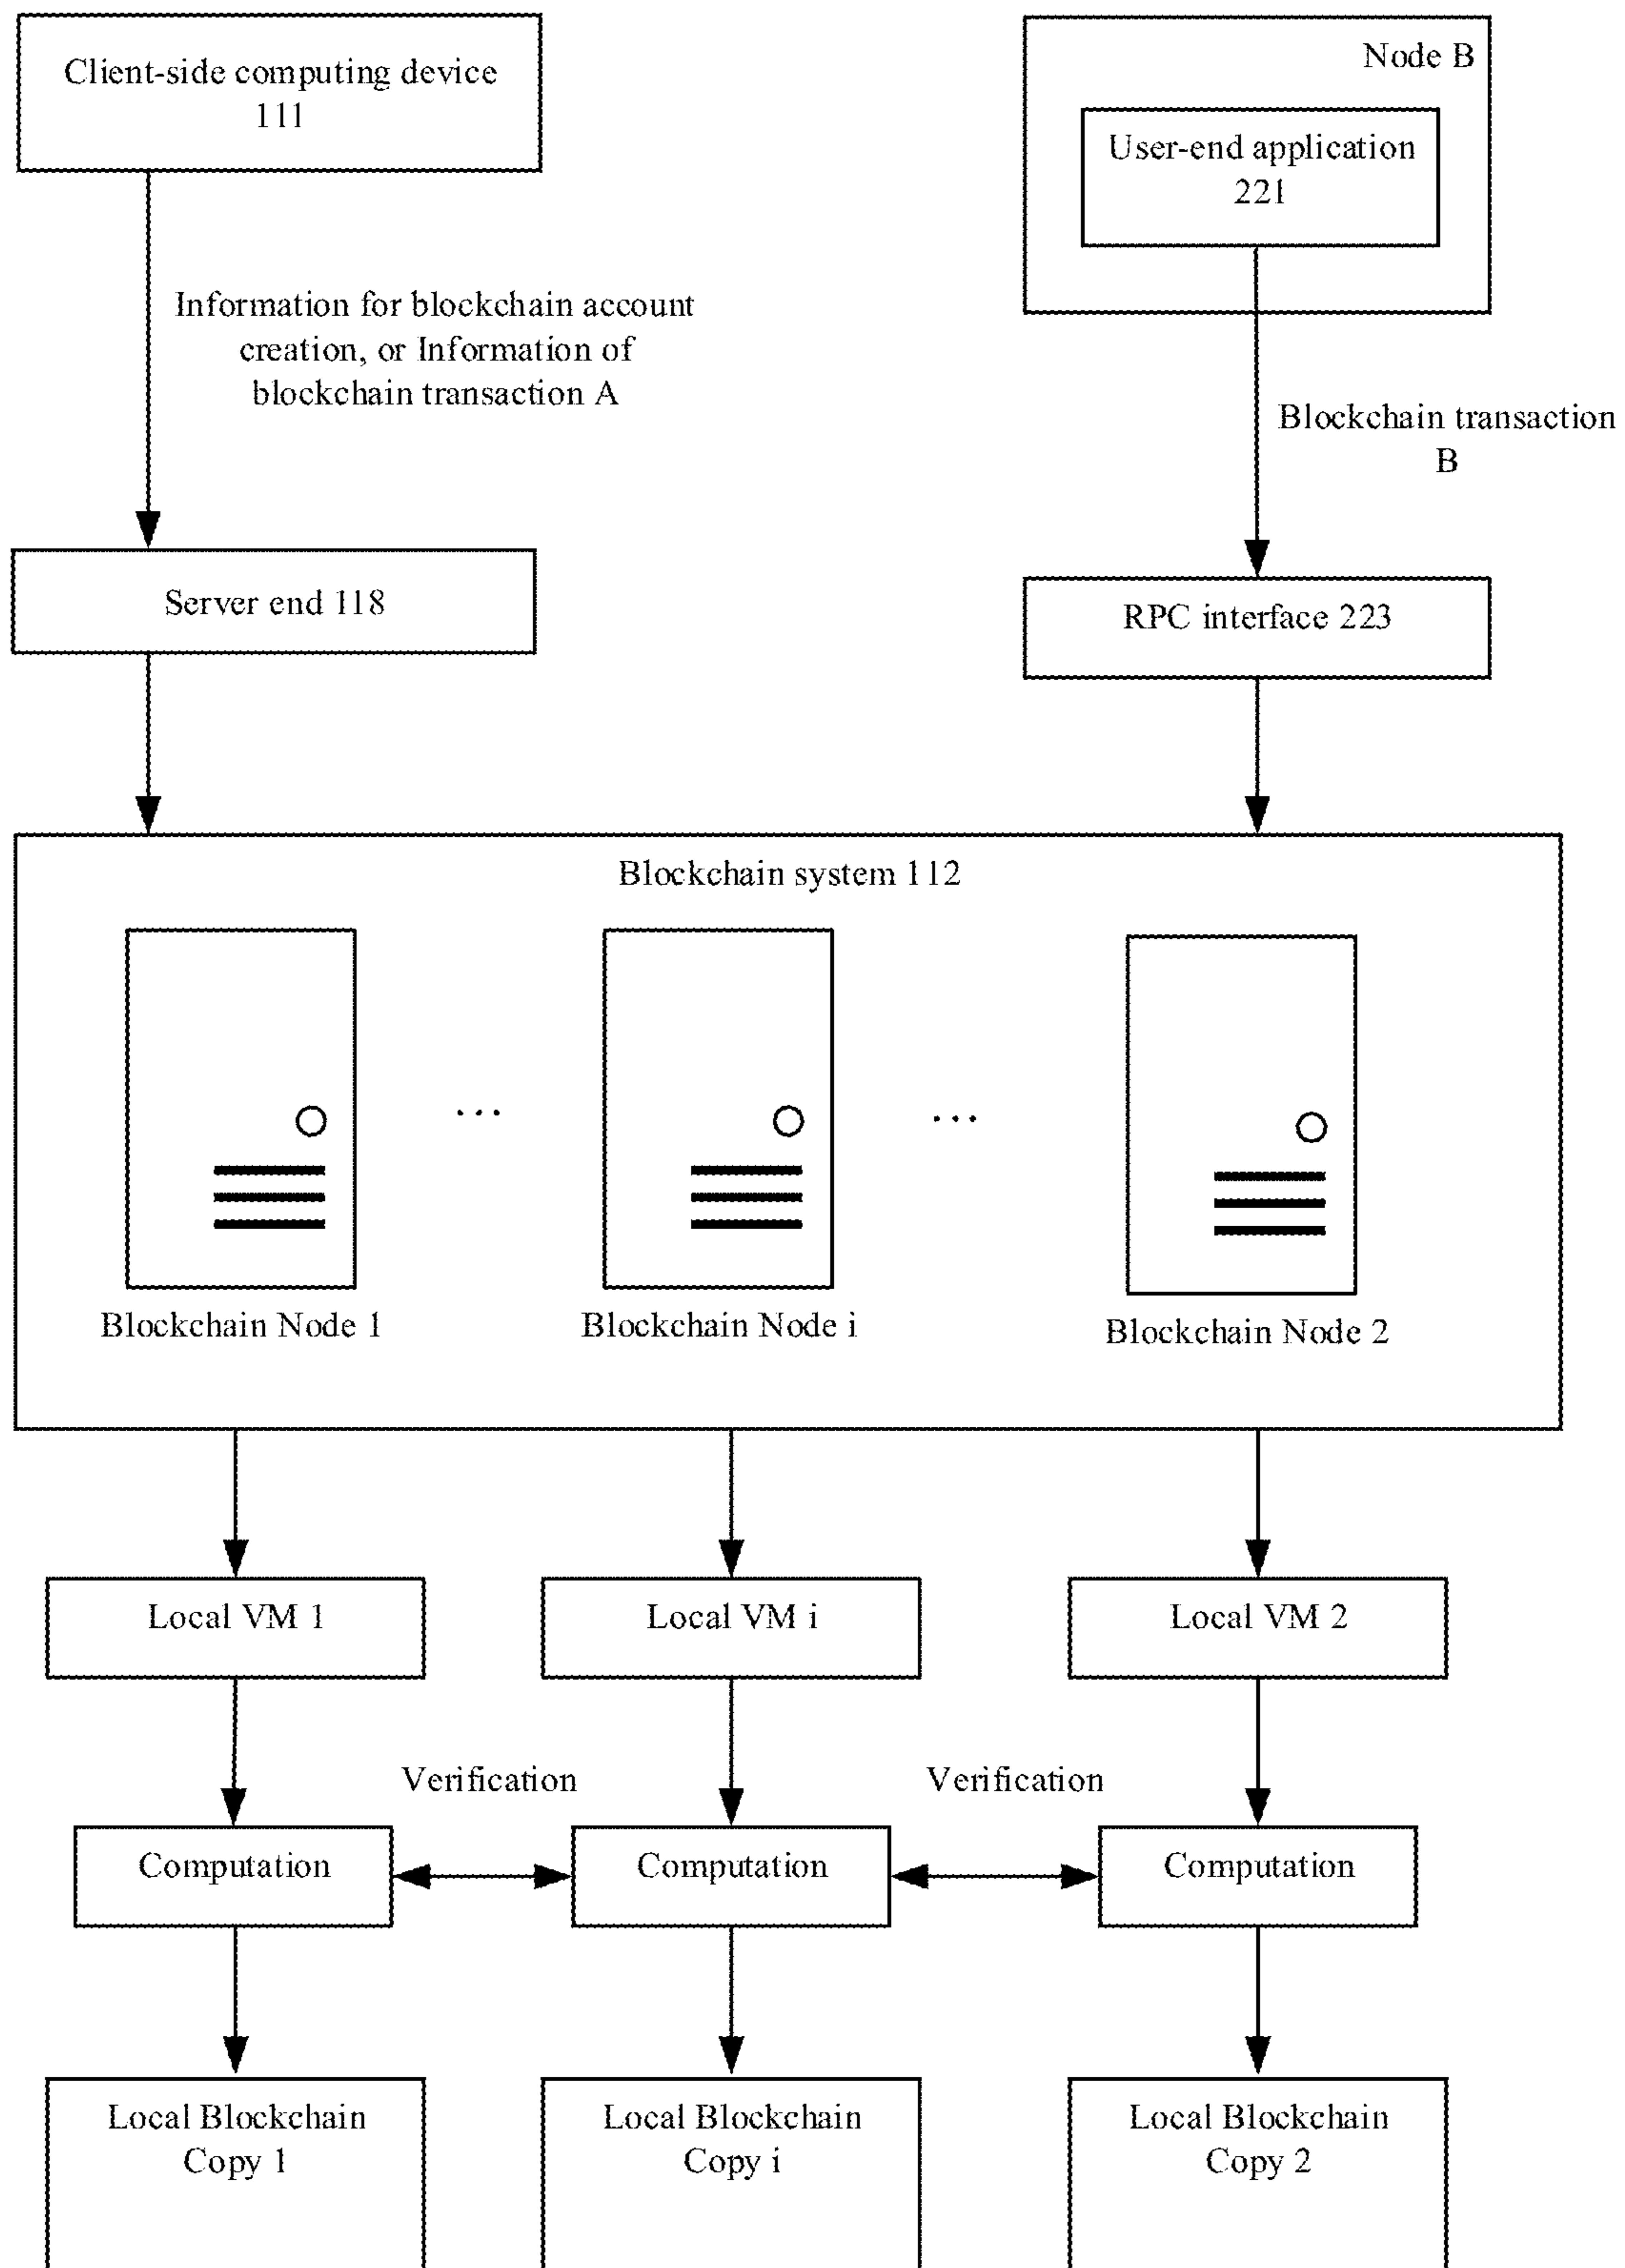 Client-side computing device
111
Node B
User-end application
221
Information for blockchain account
creation, or Information of
blockchain transaction A
Blockchain transaction
B
Server end 118
RPC interface 223
Blockchain system 112
...
...
Blockchain Node 1
Blockchain Node i
Blockchain Node 2
Local VM 1
Local VM i
Local VM 2
Verification
Verification
Computation
Computation
Computation
Local Blockchain
Copy 1
Local Blockchain
Copy i
Local Blockchain
Copy 2